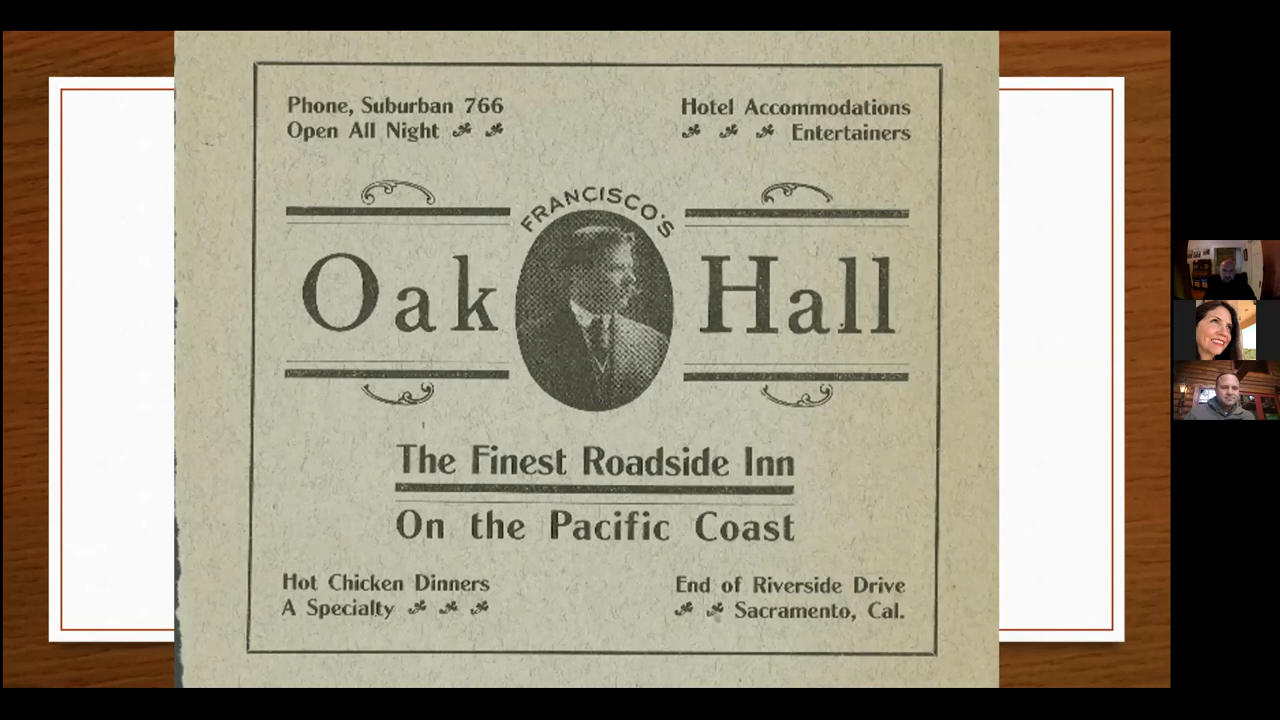 Phone, Suburban 766
Open All Night
Hotel Accommodations
Entertainers
FRANCISCO'S
Oak Hall
The Finest Roadside Inn
On the Pacific Coast
Hot Chicken Dinners
A Specialty
End of Riverside Drive
Sacramento, Cal.